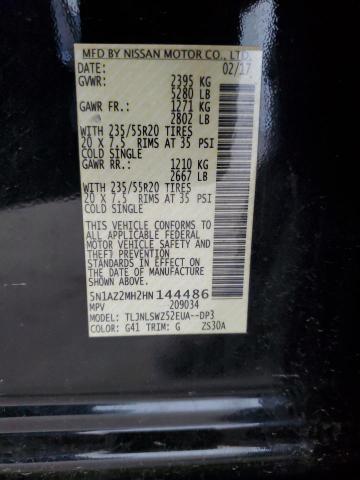 MFD BY NISSAN MOTOR CO., LTD.
DATE: 02/17
GVWR: 2395 KG
5280 LB
GAWR FR.: 1271 KG
2802 LB
WITH 235/55R20 TIRES
20 x 7.5 RIMS AT 35 PSI
COLD SINGLE
GAWR RR.: 1210 KG
2667 LB
WITH 235/55R20 TIRES
20 x 7.5 RIMS AT 35 PSI
COLD SINGLE
THIS VEHICLE CONFORMS TO
ALL APPLICABLE FEDERAL
MOTOR VEHICLE SAFETY AND
THEFT PREVENTION
STANDARDS IN EFFECT ON
THE DATE OF MANUFACTURE
SHOWN ABOVE.
5N1AZ2MH2HN144486
MPV 209034
MODEL: TLJNLSWZ52EUA--DP3
COLOR: G41 TRIM: G ZS30A